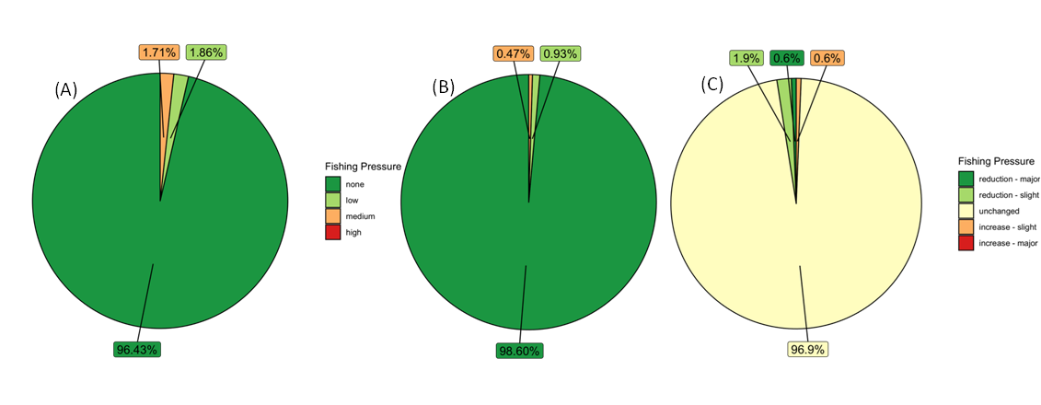 1.71%
1.86%
(A)
96.43%
Fishing Pressure
none
low
medium
high
0.47%
0.93%
(B)
98.60%
1.9%
0.6%
0.6%
(C)
96.9%
Fishing Pressure
reduction - major
reduction - slight
unchanged
increase - slight
increase - major